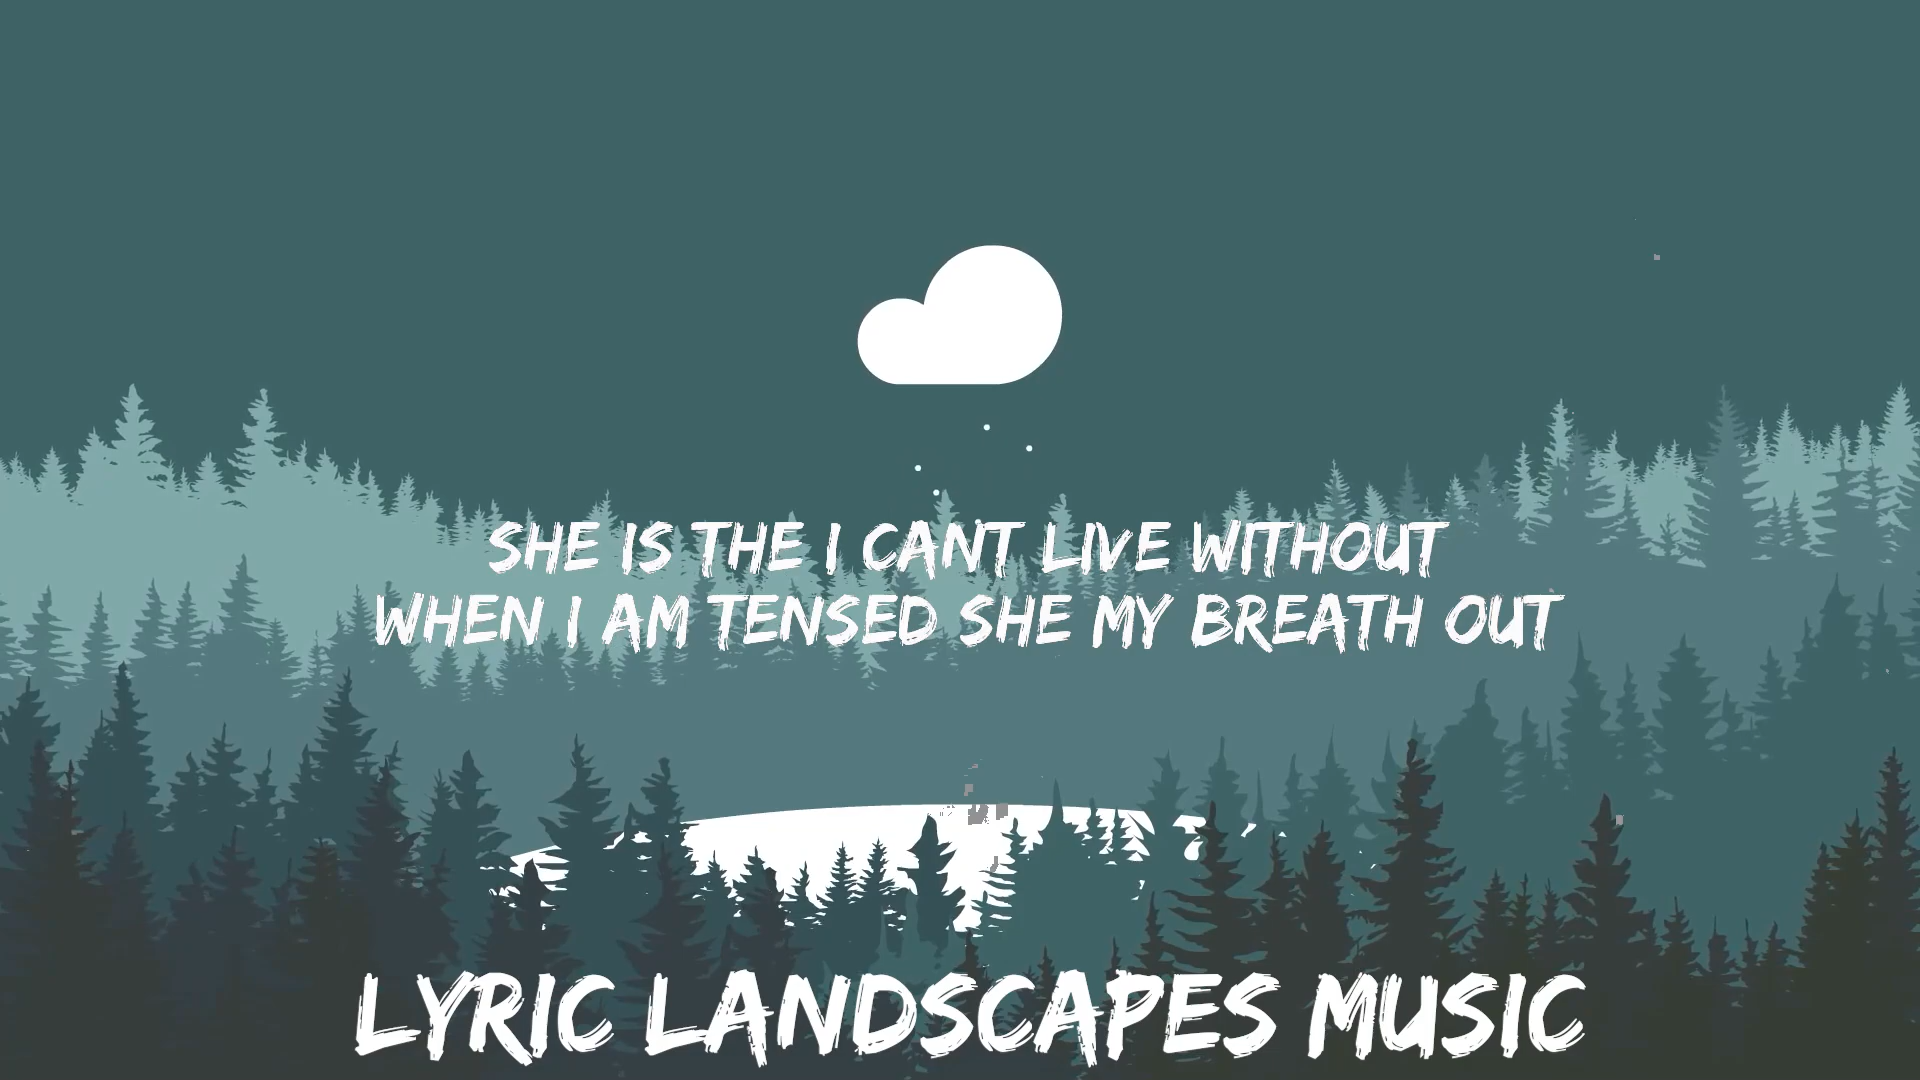 SHE IS THE I CANT LIVE WITHOUT
WHEN I AM TENSED SHE MY BREATH OUT
LYRIC LANDSCAPES MUSIC